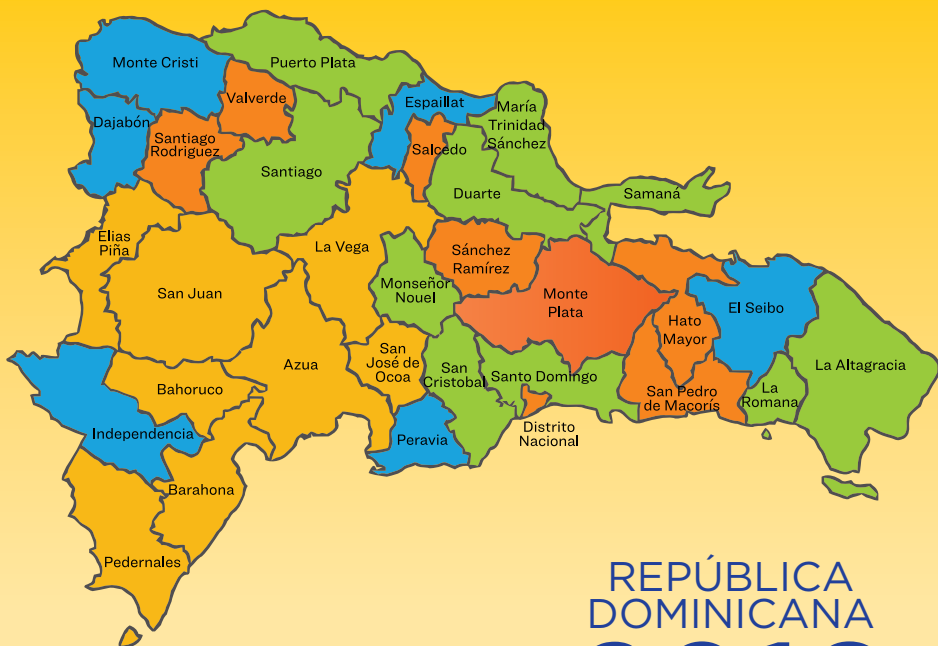 Monte Cristi
Puerto Plata
Valverde
Espaillat
María
Trinidad
Sánchez
Dajabón
Santiago
Rodriguez
Salcedo
Santiago
Duarte
Samaná
Elias
Piña
La Vega
Sánchez
Ramírez
Monseñor
Nouel
San Juan
Monte
Plata
El Seibo
Hato
Mayor
San
José de
Ocoa
Azua
San
Cristobal
Santo Domingo
La Altagracia
Bahoruco
San Pedro
de Macorís
La
Romana
Independencia
Peravia
Distrito
Nacional
Barahona
Pedernales
REPÚBLICA
DOMINICANA